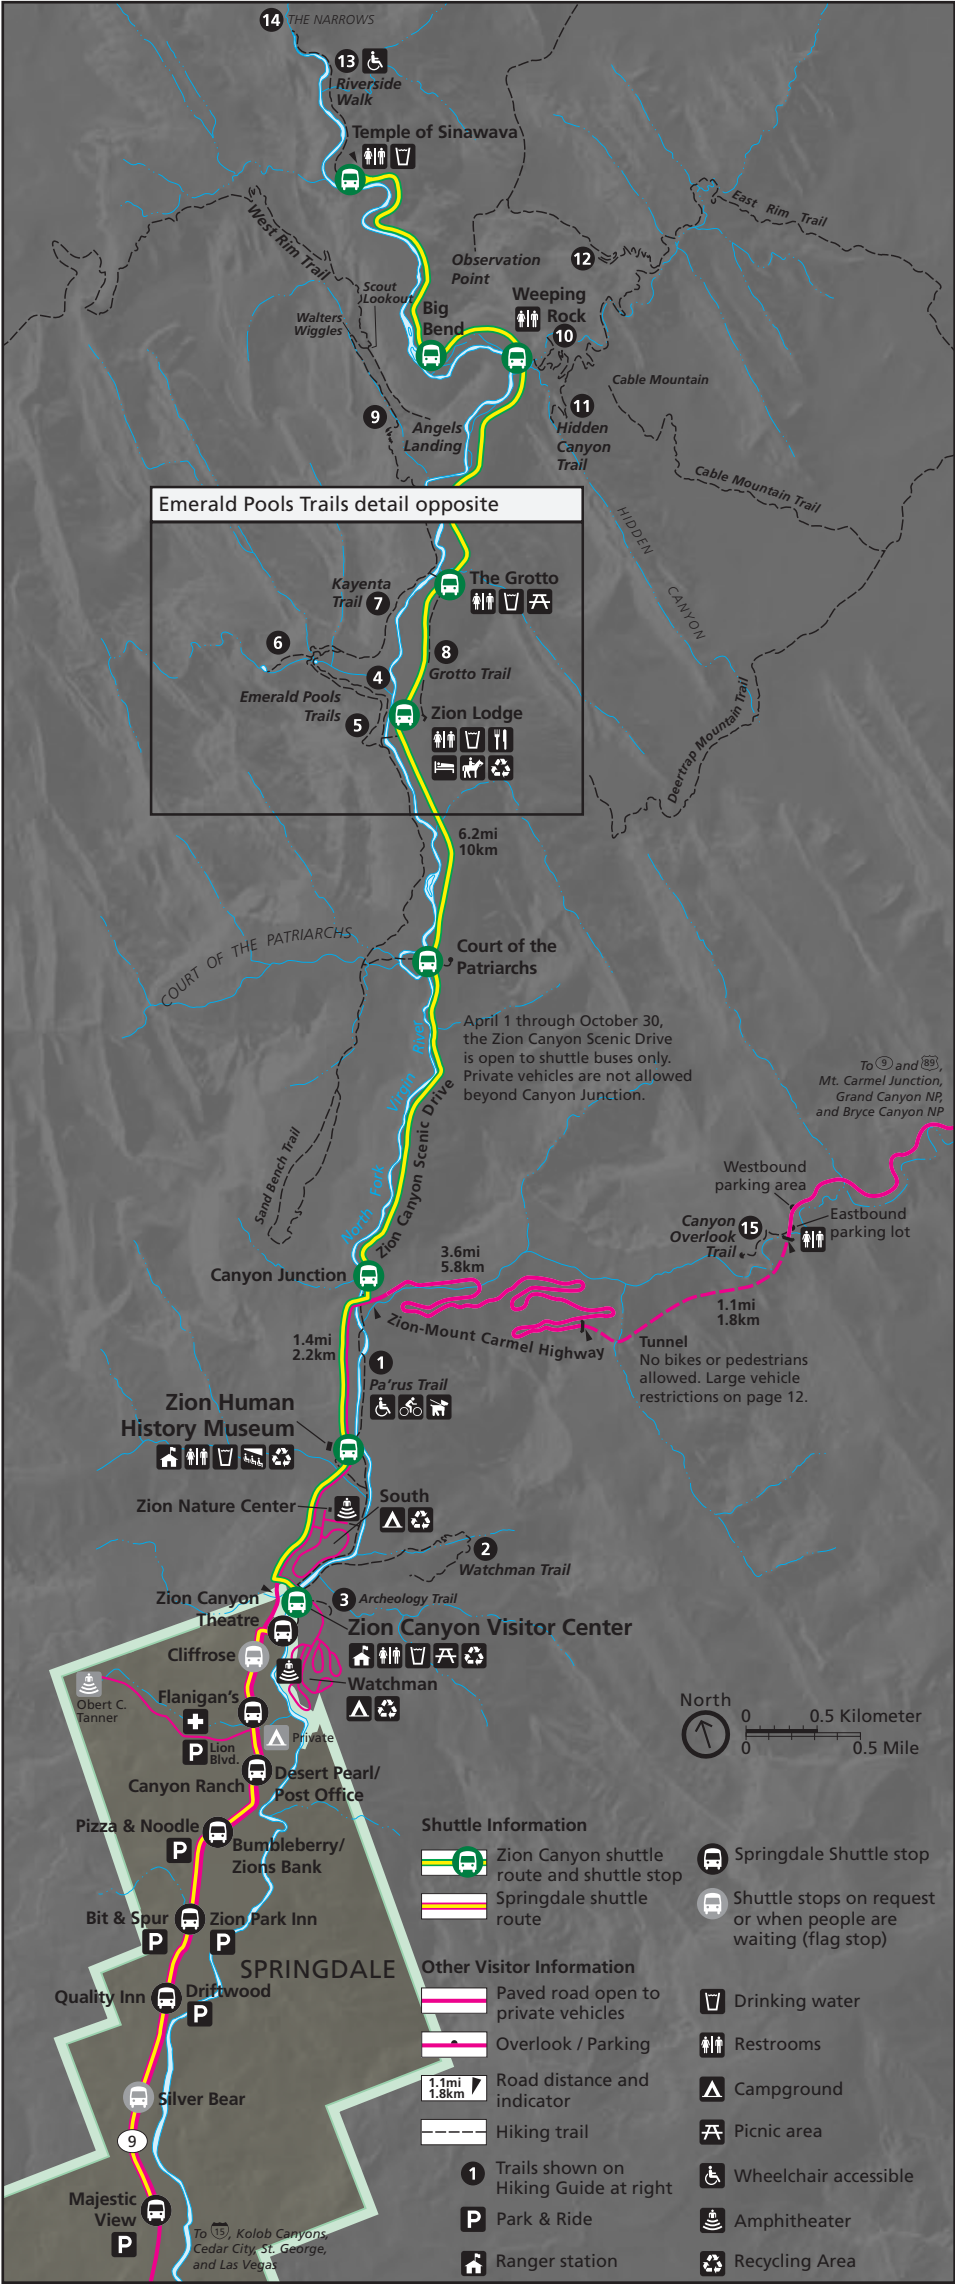 14 THE NARROWS
13
Riverside
Walk
Temple of Sinawava
West Rim Trail
East Rim Trail
12
Observation
Point
Scout
Lookout
Walters
Wiggles
Big
Bend
Weeping
Rock
10
Cable Mountain
9
Angels
Landing
11
Hidden
Canyon
Trail
Cable Mountain Trail
HIDDEN CANYON
Emerald Pools Trails detail opposite
Kayenta
Trail 7
The Grotto
6
8
Grotto Trail
4
Emerald Pools
Trails
5
Zion Lodge
Deertrap Mountain Trail
6.2mi
10km
COURT OF THE PATRIARCHS
Court of the
Patriarchs
April 1 through October 30,
the Zion Canyon Scenic Drive
is open to shuttle buses only.
Private vehicles are not allowed
beyond Canyon Junction.
North Fork Virgin River
Zion Canyon Scenic Drive
Sand Bench Trail
To 9 and 89,
Mt. Carmel Junction,
Grand Canyon NP,
and Bryce Canyon NP
Westbound
parking area
Eastbound
parking lot
Canyon
Overlook
Trail
15
Canyon Junction
3.6mi
5.8km
Zion-Mount Carmel Highway
1.1mi
1.8km
Tunnel
No bikes or pedestrians
allowed. Large vehicle
restrictions on page 12.
1.4mi
2.2km
1
Pa'rus Trail
Zion Human
History Museum
Zion Nature Center
South
2
Watchman Trail
3 Archeology Trail
Zion Canyon
Theatre
Zion Canyon Visitor Center
Cliffrose
Watchman
Obert C.
Tanner
Flanigan's
P Lion
Blvd.
Private
Canyon Ranch
Desert Pearl/
Post Office
Pizza & Noodle
P
Bumbleberry/
Zions Bank
Bit & Spur
P
Zion Park Inn
P
SPRINGDALE
Quality Inn
Driftwood
P
Silver Bear
9
Majestic
View
P
To 15, Kolob Canyons,
Cedar City, St. George,
and Las Vegas
North
0 0.5 Kilometer
0 0.5 Mile
Shuttle Information
Zion Canyon shuttle
route and shuttle stop
Springdale shuttle
route
Springdale Shuttle stop
Shuttle stops on request
or when people are
waiting (flag stop)
Other Visitor Information
Paved road open to
private vehicles
Overlook / Parking
1.1mi
1.8km
Road distance and
indicator
Hiking trail
1 Trails shown on
Hiking Guide at right
P Park & Ride
Ranger station
Drinking water
Restrooms
Campground
Picnic area
Wheelchair accessible
Amphitheater
Recycling Area